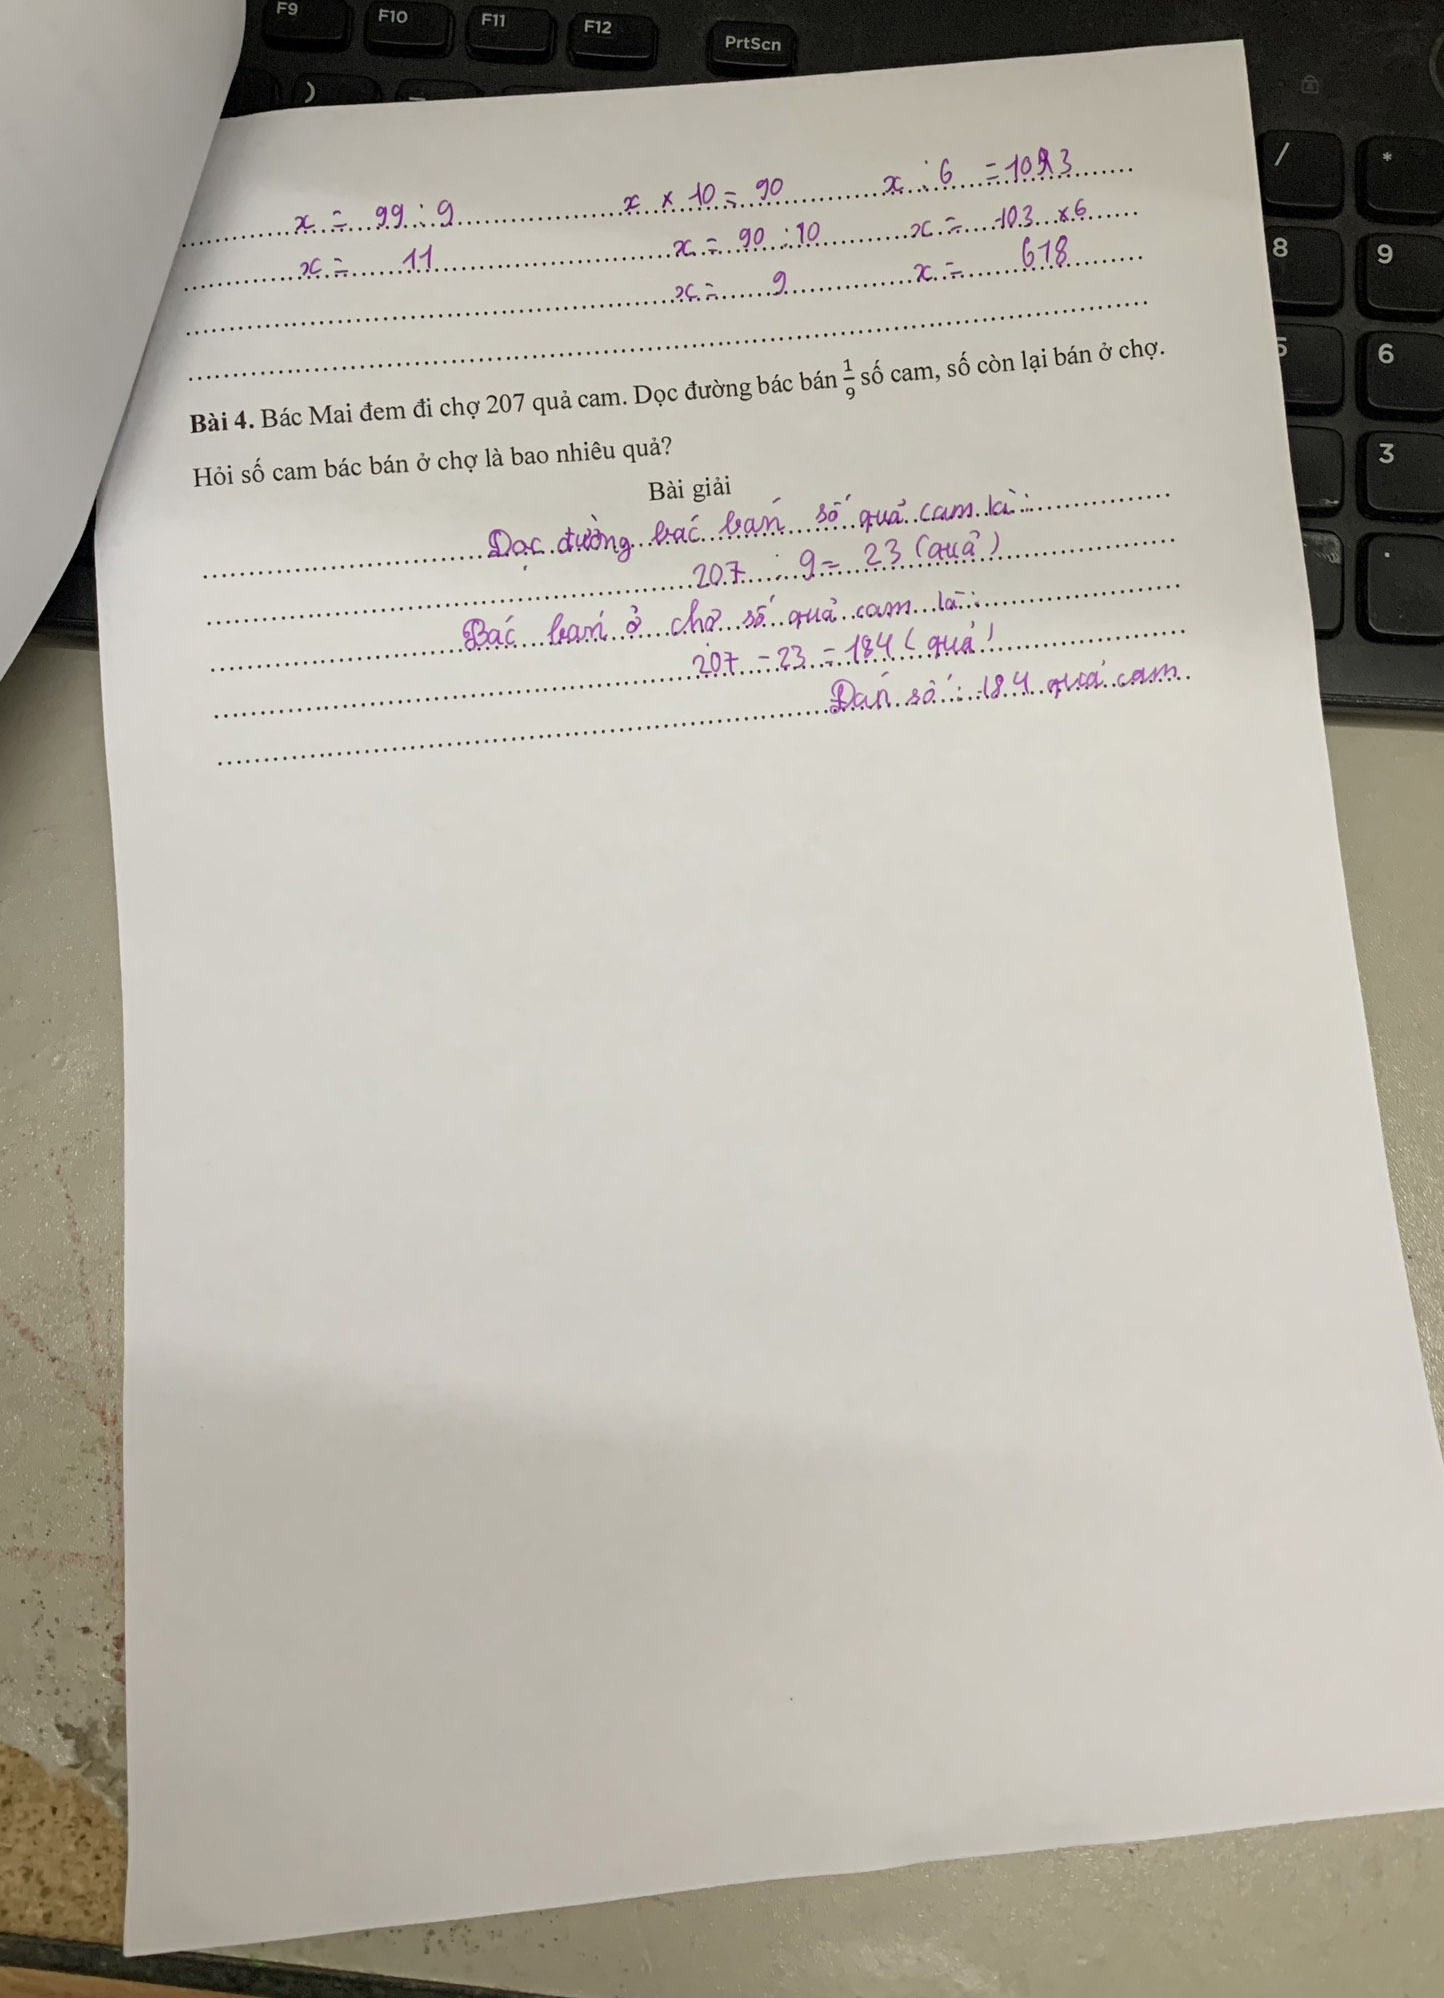 F9 F10 F11 F12 PrtScn
)
/ *
8 9
5 6
3
.
x = 99 : 9 x × 10 = 90 x : 6 = 103
x = 11 x = 90 : 10 x = 103 × 6
x = 9 x = 618
Bài 4. Bác Mai đem đi chợ 207 quả cam. Dọc đường bác bán 1/9 số cam, số còn lại bán ở chợ.
Hỏi số cam bác bán ở chợ là bao nhiêu quả?
Bài giải
Dọc đường bác bán số quả cam là:
207 : 9 = 23 (quả)
Bác bán ở chợ số quả cam là:
207 - 23 = 184 (quả)
Đáp số: 184 quả cam.